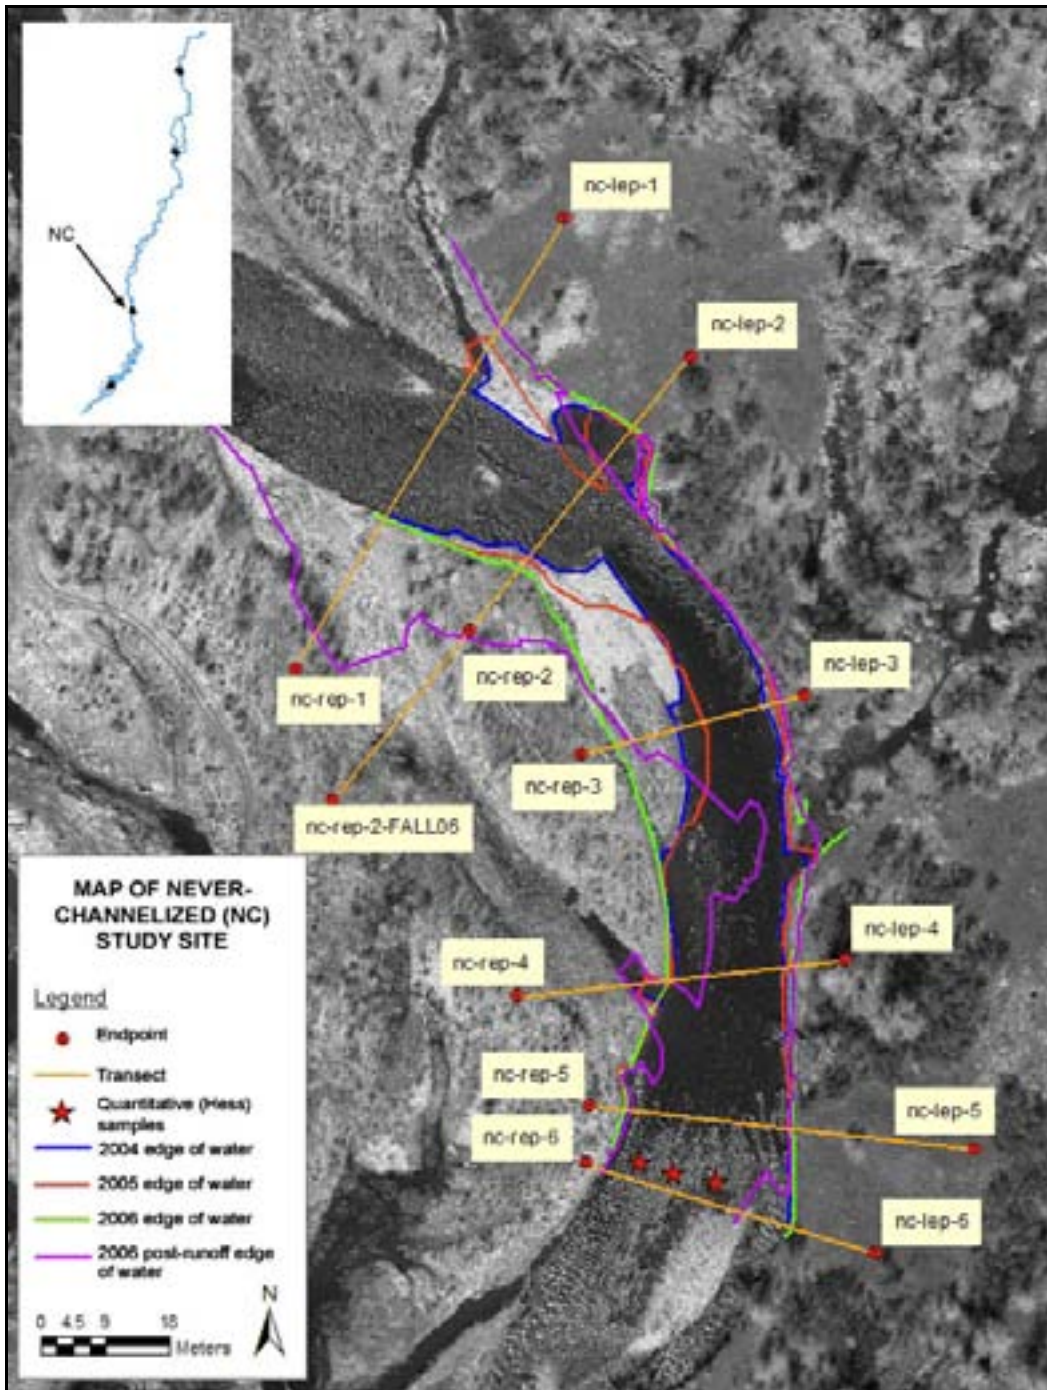 NC
nc-lep-1
nc-lep-2
nc-lep-3
nc-rep-1
nc-rep-2
nc-rep-3
nc-rep-2-FALL06
nc-lep-4
nc-rep-4
nc-rep-5
nc-lep-5
nc-rep-6
nc-lep-6
MAP OF NEVER-
CHANNELIZED (NC)
STUDY SITE
Legend
Endpoint
Transect
Quantitative (Hess)
samples
2004 edge of water
2005 edge of water
2006 edge of water
2006 post-runoff edge
of water
N
0 4.5 9 18
Meters